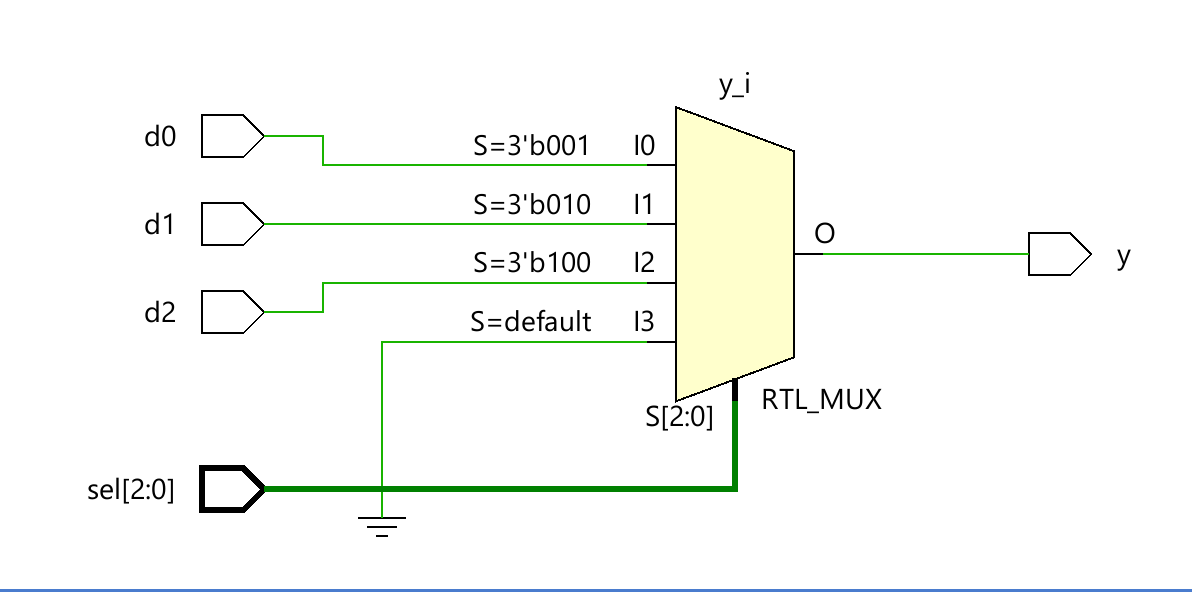 y_i
d0
S=3'b001
I0
d1
S=3'b010
I1
O
y
d2
S=3'b100
I2
S=default
I3
RTL_MUX
S[2:0]
sel[2:0]